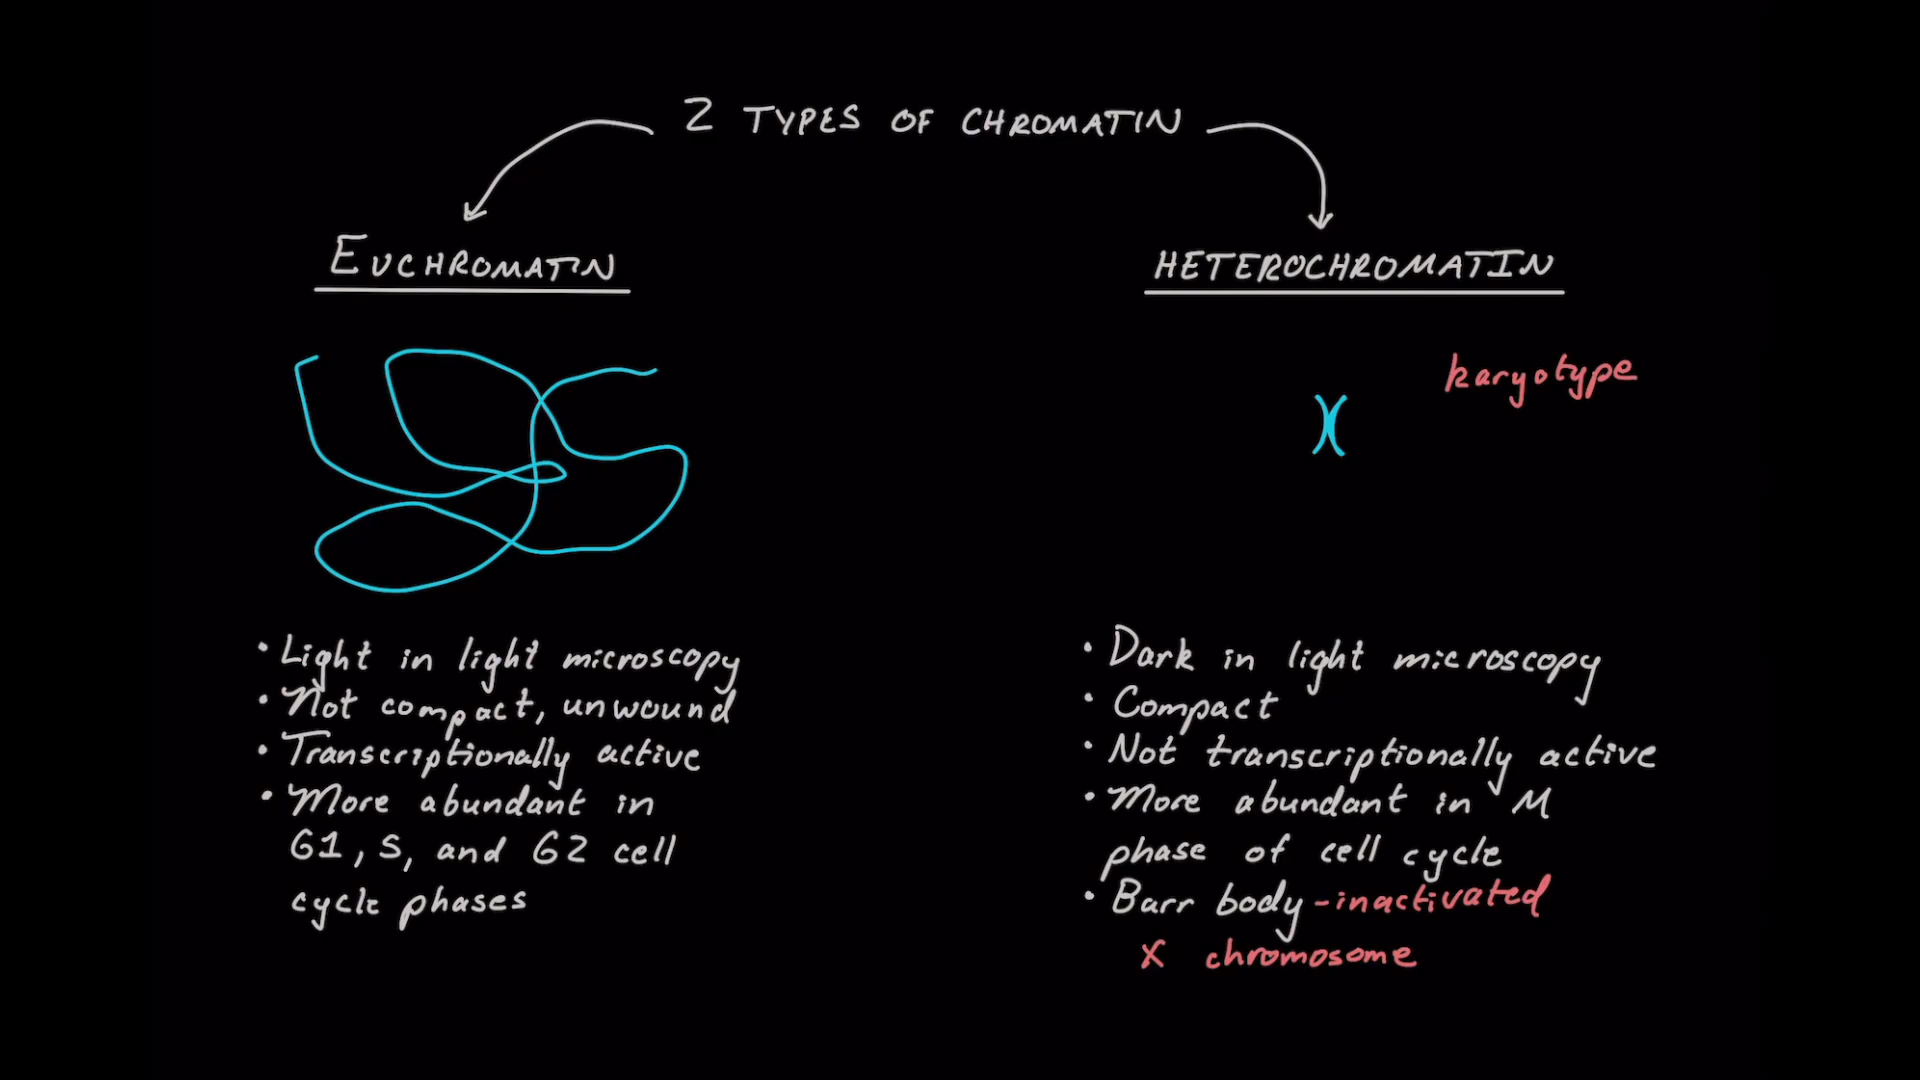 2 TYPES OF CHROMATIN
EUCHROMATIN
• Light in light microscopy
• Not compact, unwound
• Transcriptionally active
• More abundant in
G1, S, and G2 cell
cycle phases
HETEROCHROMATIN
karyotype
• Dark in light microscopy
• Compact
• Not transcriptionally active
• More abundant in M
phase of cell cycle
• Barr body - inactivated
X chromosome